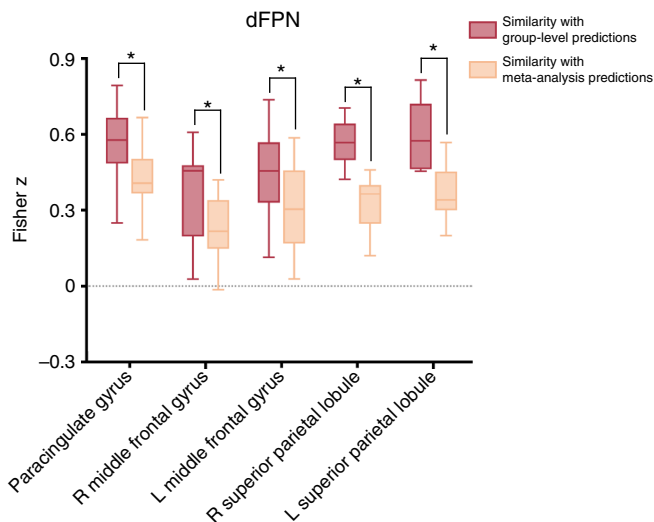 dFPN
Similarity with
group-level predictions
Similarity with
meta-analysis predictions
Fisher z
0.9
0.6
0.3
0
–0.3
*
*
*
*
*
Paracingulate gyrus
R middle frontal gyrus
L middle frontal gyrus
R superior parietal lobule
L superior parietal lobule